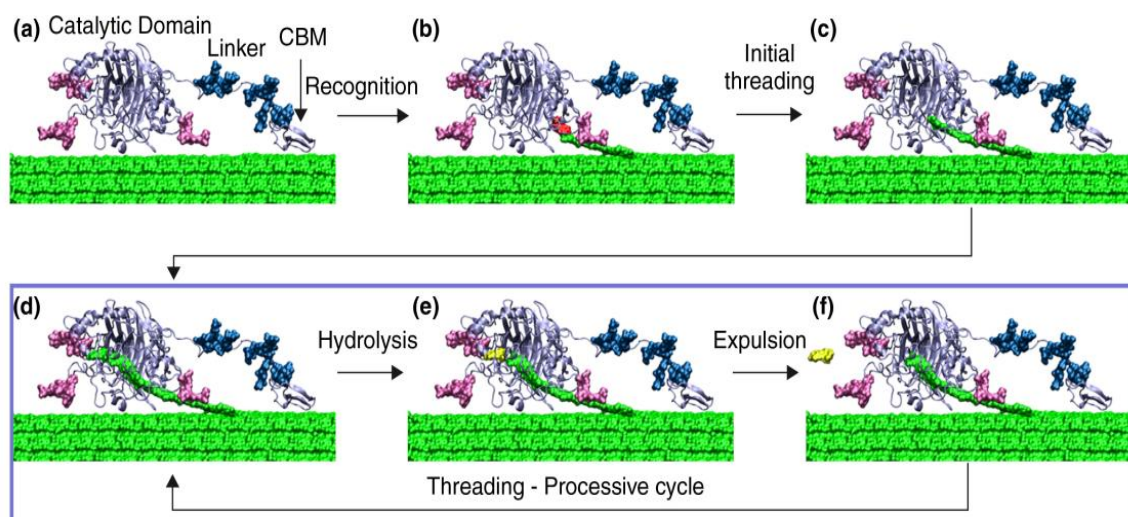 (a)
Catalytic Domain
Linker
CBM
Recognition
(b)
Initial
threading
(c)
(d)
Hydrolysis
(e)
Expulsion
(f)
Threading - Processive cycle